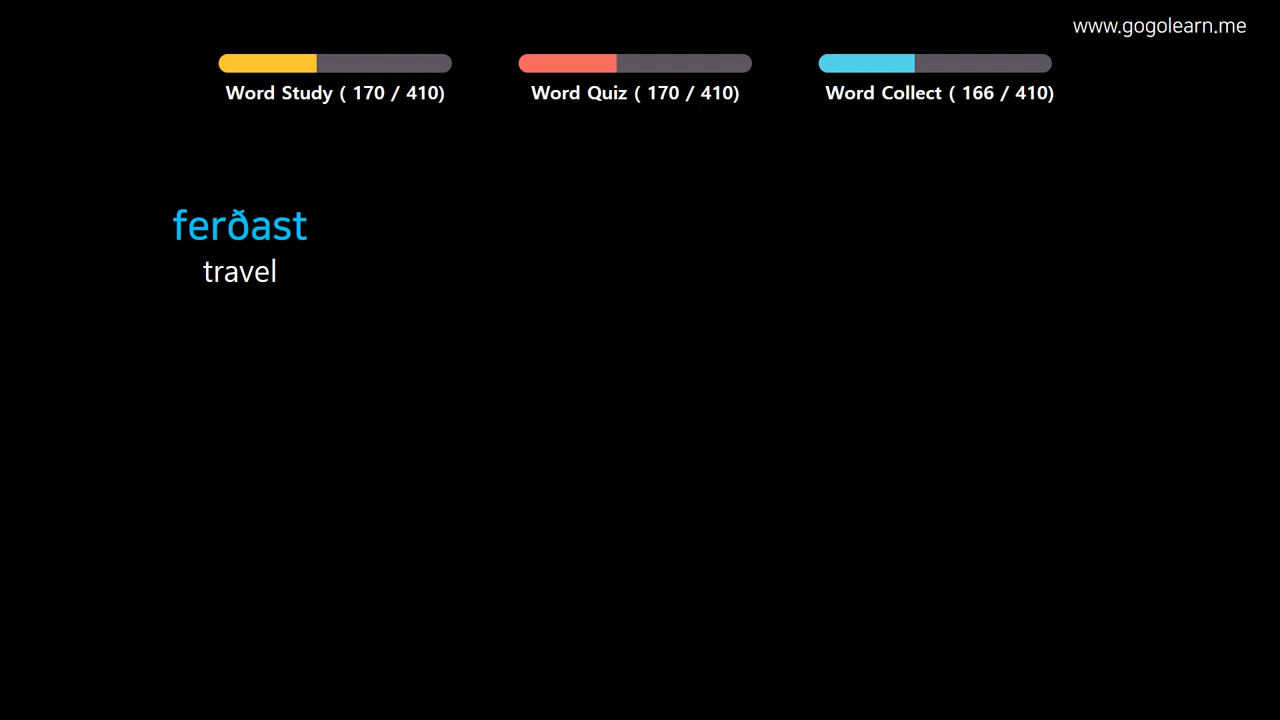 www.gogolearn.me
Word Study ( 170 / 410)
Word Quiz ( 170 / 410)
Word Collect ( 166 / 410)
ferðast
travel